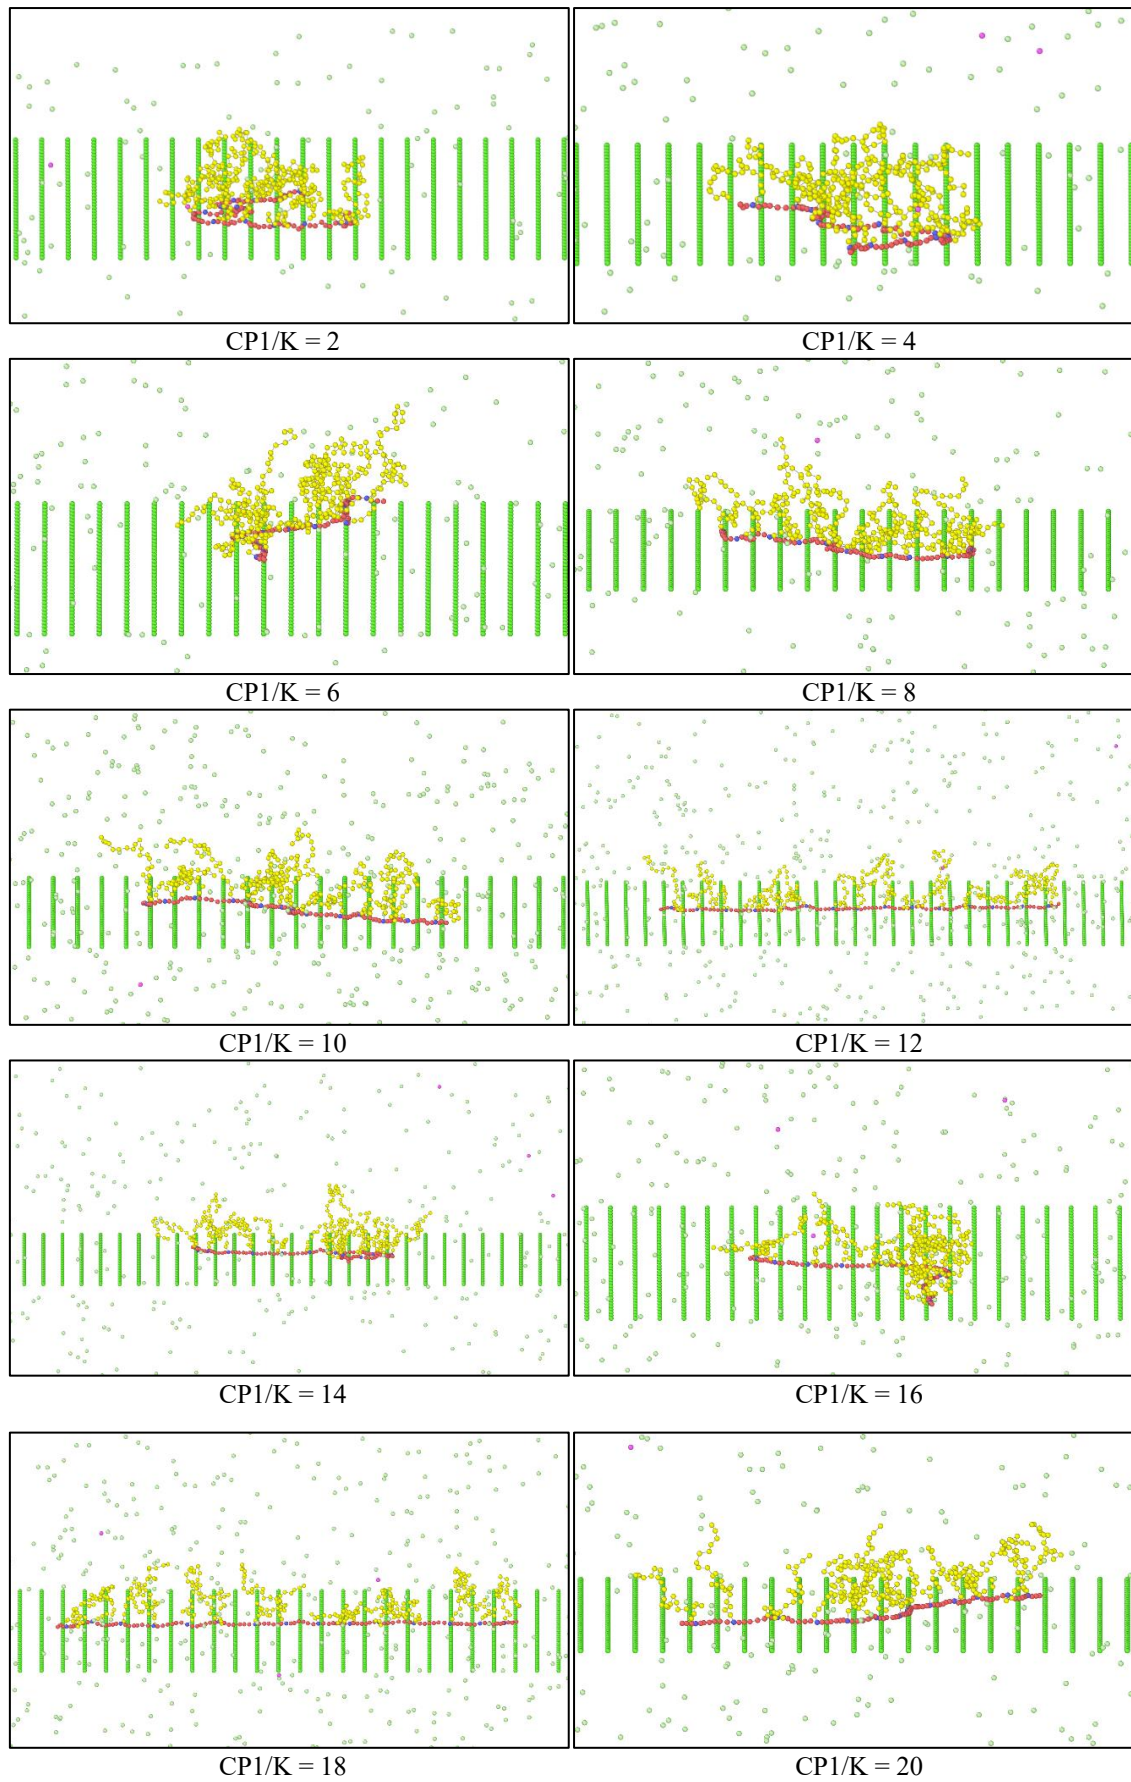 CP1/K = 2
CP1/K = 4
CP1/K = 6
CP1/K = 8
CP1/K = 10
CP1/K = 12
CP1/K = 14
CP1/K = 16
CP1/K = 18
CP1/K = 20